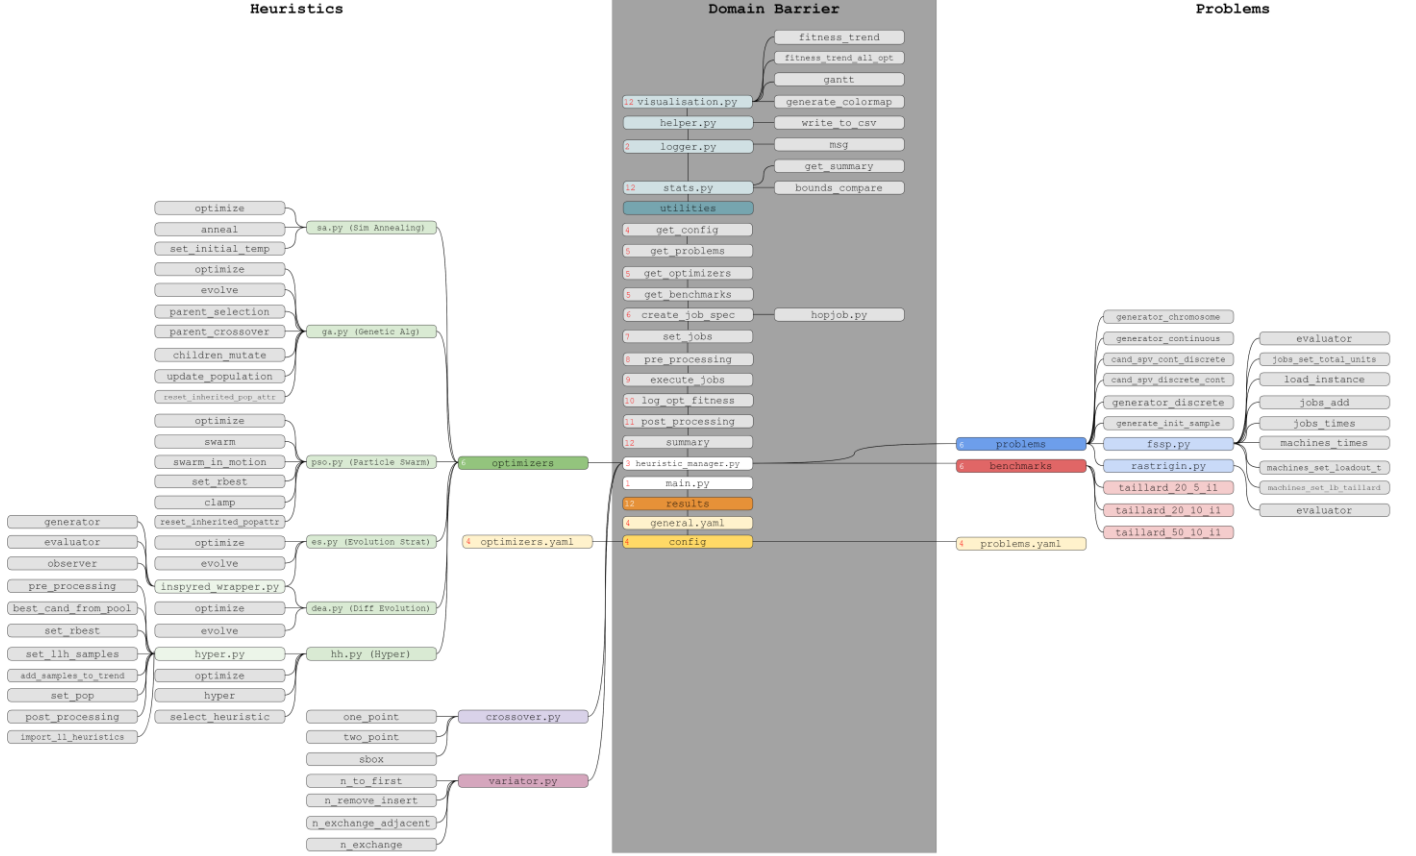 Heuristics
Domain Barrier
Problems
optimize
anneal
set_initial_temp
sa.py (Sim Annealing)
optimize
evolve
parent_selection
parent_crossover
children_mutate
update_population
reset_inherited_pop_attr
ga.py (Genetic Alg)
optimize
swarm
swarm_in_motion
set_rbest
clamp
reset_inherited_popattr
pso.py (Particle Swarm)
6 optimizers
generator
evaluator
observer
optimize
evolve
inspyred_wrapper.py
es.py (Evolution Strat)
4 optimizers.yaml
optimize
evolve
dea.py (Diff Evolution)
pre_processing
best_cand_from_pool
set_rbest
set_llh_samples
add_samples_to_trend
set_pop
post_processing
import_ll_heuristics
hyper.py
optimize
hyper
select_heuristic
hh.py (Hyper)
one_point
two_point
sbox
crossover.py
n_to_first
n_remove_insert
n_exchange_adjacent
n_exchange
variator.py
fitness_trend
fitness_trend_all_opt
gantt
12 visualisation.py
generate_colormap
helper.py
write_to_csv
2 logger.py
msg
get_summary
12 stats.py
bounds_compare
utilities
4 get_config
5 get_problems
5 get_optimizers
5 get_benchmarks
6 create_job_spec
hopjob.py
7 set_jobs
8 pre_processing
9 execute_jobs
10 log_opt_fitness
11 post_processing
12 summary
3 heuristic_manager.py
1 main.py
12 results
4 general.yaml
4 config
6 problems
6 benchmarks
4 problems.yaml
generator_chromosome
generator_continuous
cand_spv_cont_discrete
cand_spv_discrete_cont
generator_discrete
generate_init_sample
fssp.py
rastrigin.py
taillard_20_5_i1
taillard_20_10_i1
taillard_50_10_i1
evaluator
jobs_set_total_units
load_instance
jobs_add
jobs_times
machines_times
machines_set_loadout_t
machines_set_lb_taillard
evaluator